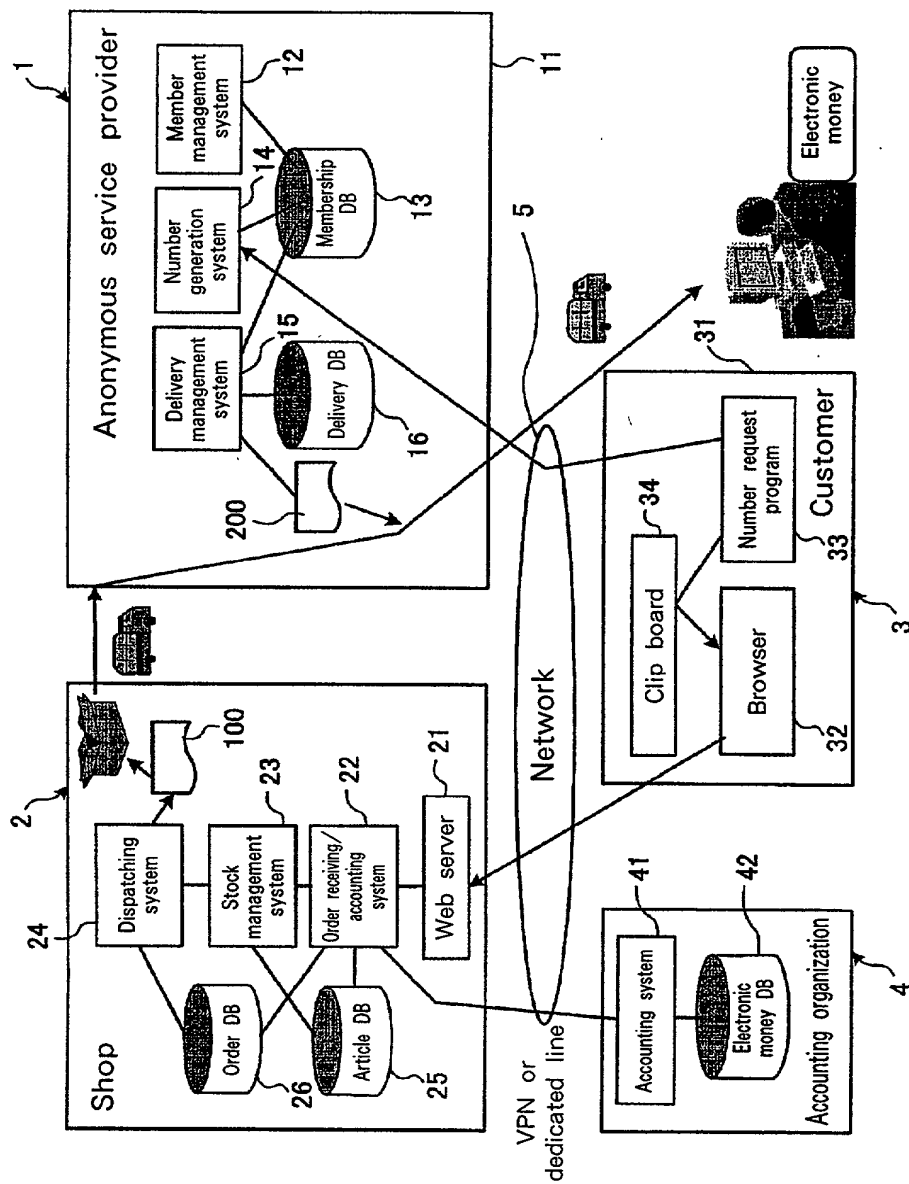 Shop
2
Dispatching
system
24
100
Stock
management
system
23
Order receiving/
accounting
system
22
Web server
21
Order DB
26
Article DB
25
1
Anonymous service provider
11
Delivery management
system
15
Number
generation
system
14
Member
management
system
12
Membership
DB
13
Delivery DB
16
200
VPN or
dedicated line
Network
5
Accounting system
41
Electronic
money DB
42
Accounting organization
4
Clip board
34
Browser
32
Number request
program
33
Customer
31
3
Electronic
money